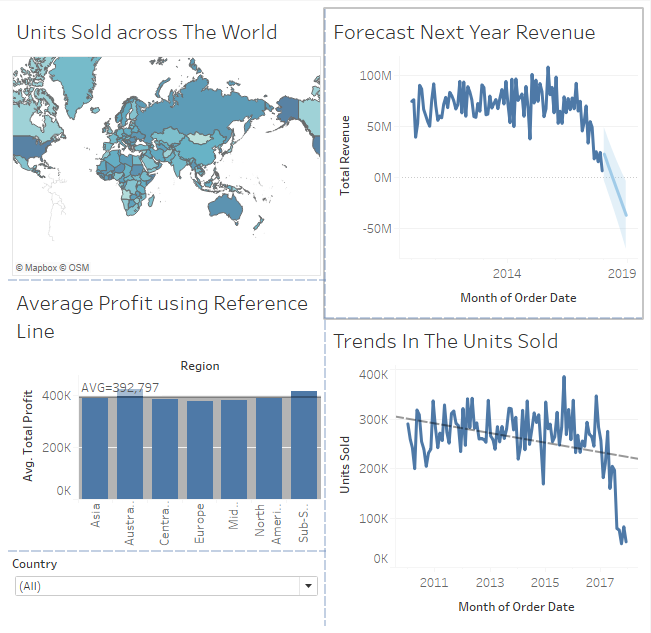 Units Sold across The World
© Mapbox © OSM
Forecast Next Year Revenue
Total Revenue
100M
50M
0M
-50M
2014
2019
Month of Order Date
Average Profit using Reference
Line
Region
AVG=392,797
Avg. Total Profit
400K
200K
0K
Asia
Austra..
Centra..
Europe
Mid..
North
Ameri..
Sub-S..
Country
(All)
Trends In The Units Sold
Units Sold
400K
300K
200K
100K
0K
2011
2013
2015
2017
Month of Order Date